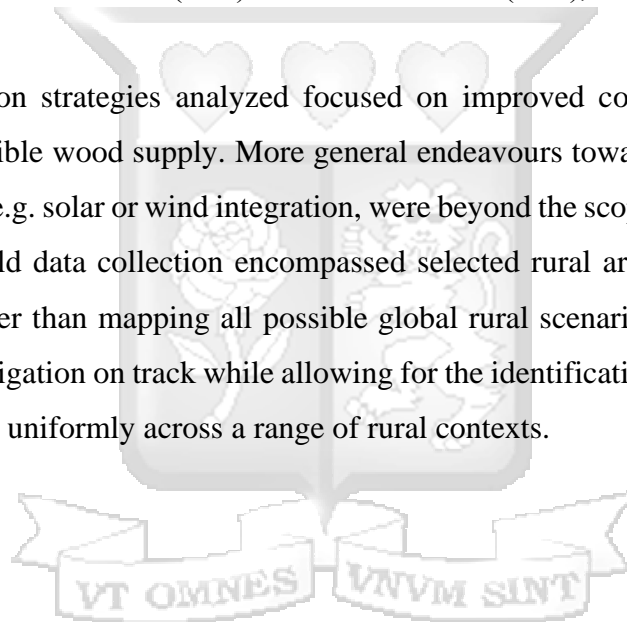 on strategies analyzed focused on improved co
ible wood supply. More general endeavours towa
e.g. solar or wind integration, were beyond the sco
ld data collection encompassed selected rural ar
er than mapping all possible global rural scenari
igation on track while allowing for the identificati
uniformly across a range of rural contexts.
VT OMNES VNVM SINT